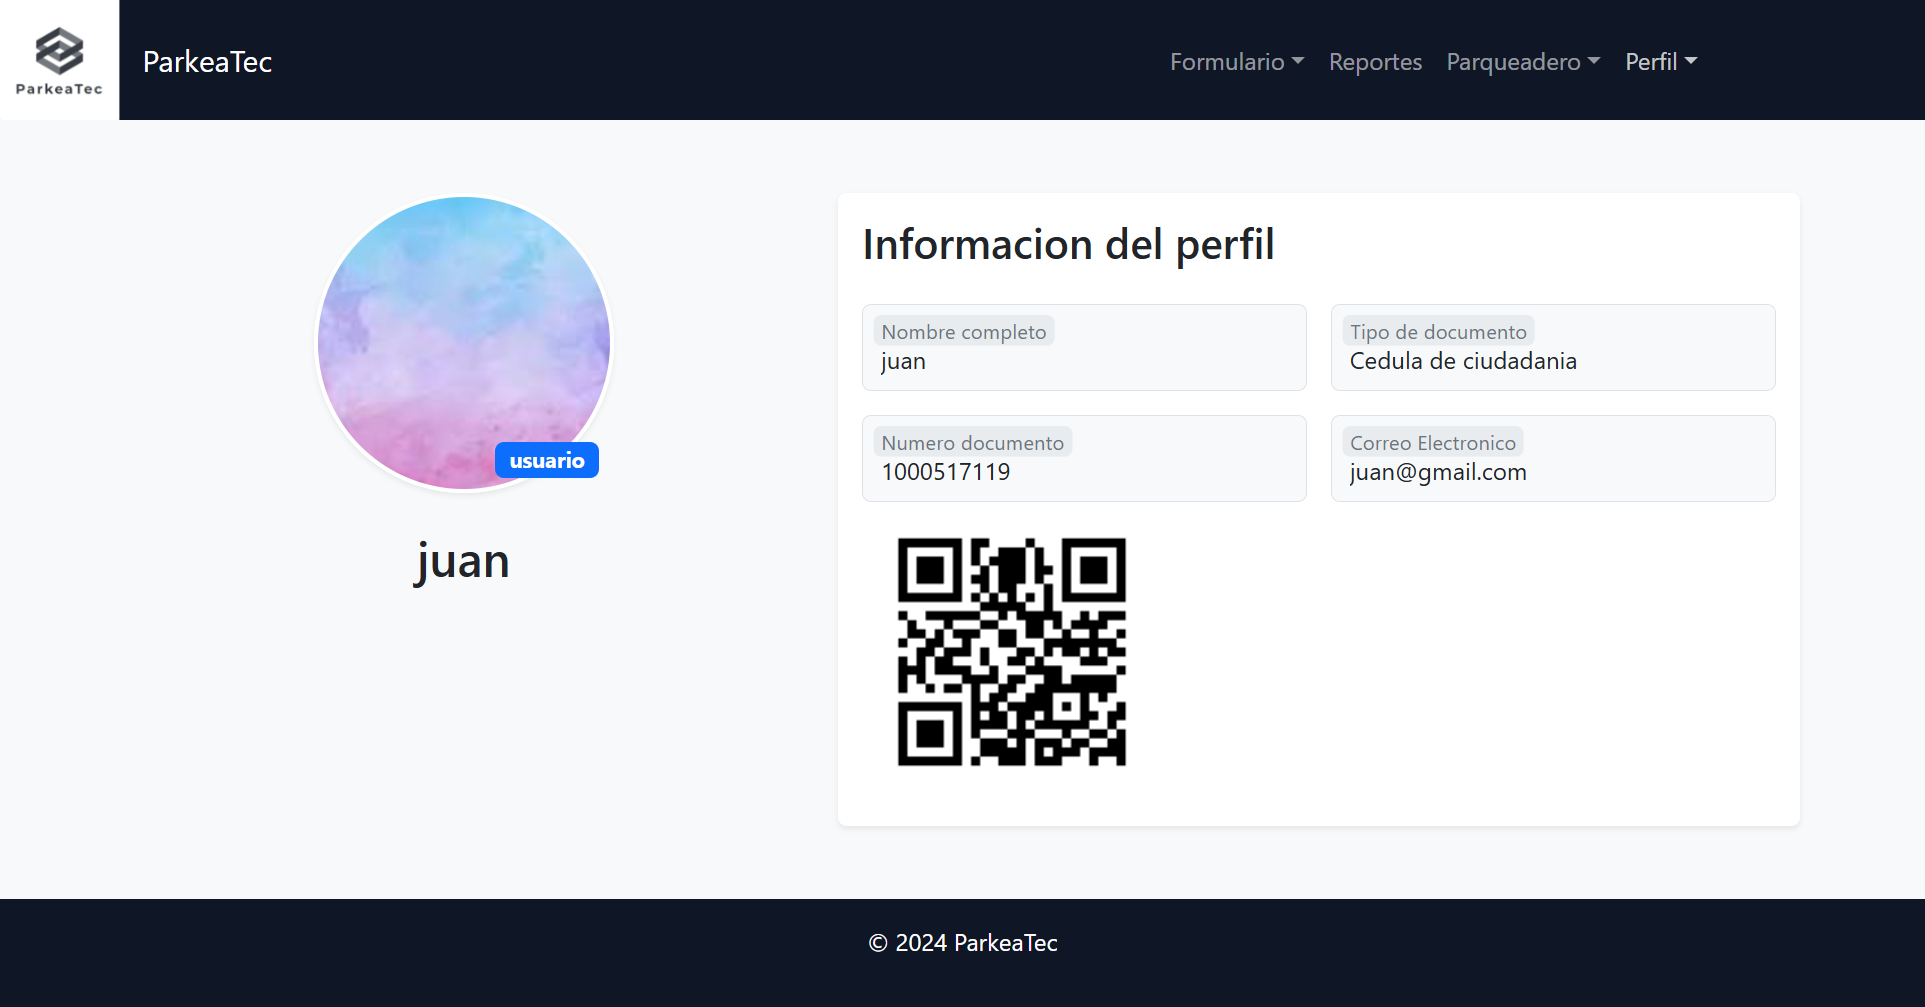 ParkeaTec
ParkeaTec
Formulario
Reportes
Parqueadero
Perfil
usuario
juan
Informacion del perfil
Nombre completo
juan
Tipo de documento
Cedula de ciudadania
Numero documento
1000517119
Correo Electronico
juan@gmail.com
© 2024 ParkeaTec